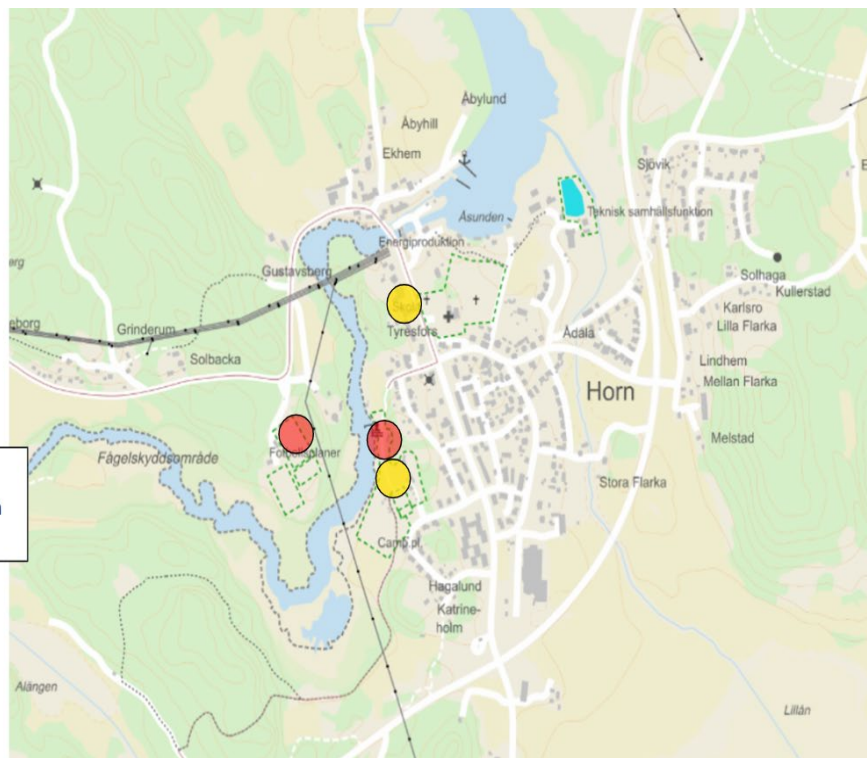 Åbylund
Åbyhill
Ekhem
Sjövik
Teknisk samhällsfunktion
Åsunden
Energiproduktion
Gustavsberg
Solhaga
Kullerstad
Karlsro
Lilla Flarka
Grinderum
Tyresfors
Ådala
Solbacka
Lindhem
Mellan Flarka
Horn
Melstad
Fågelskyddsområde
Stora Flarka
Camp.pl.
Hagalund
Katrine-
holm
Alängen
Lillån